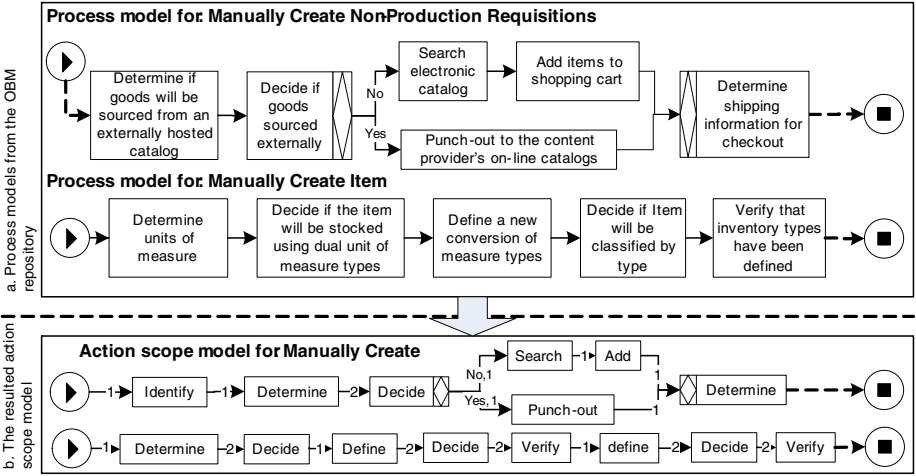 a. Process models from the OBM
repository
Process model for: Manually Create Non-Production Requisitions
Determine if
goods will be
sourced from an
externally hosted
catalog
Decide if
goods
sourced
externally
No
Yes
Search
electronic
catalog
Add items to
shopping cart
Punch-out to the content
provider's on-line catalogs
Determine
shipping
information for
checkout
Process model for: Manually Create Item
Determine
units of
measure
Decide if the item
will be stocked
using dual unit of
measure types
Define a new
conversion of
measure types
Decide if Item
will be
classified by
type
Verify that
inventory types
have been
defined
b. The resulted action
scope model
Action scope model for Manually Create
1 Identify 1 Determine 2 Decide
No,1
Yes,1
Search 1 Add 1
Punch-out 1
Determine
1 Determine 2 Decide 1 Define 2 Decide 2 Verify 1 define 2 Decide 2 Verify